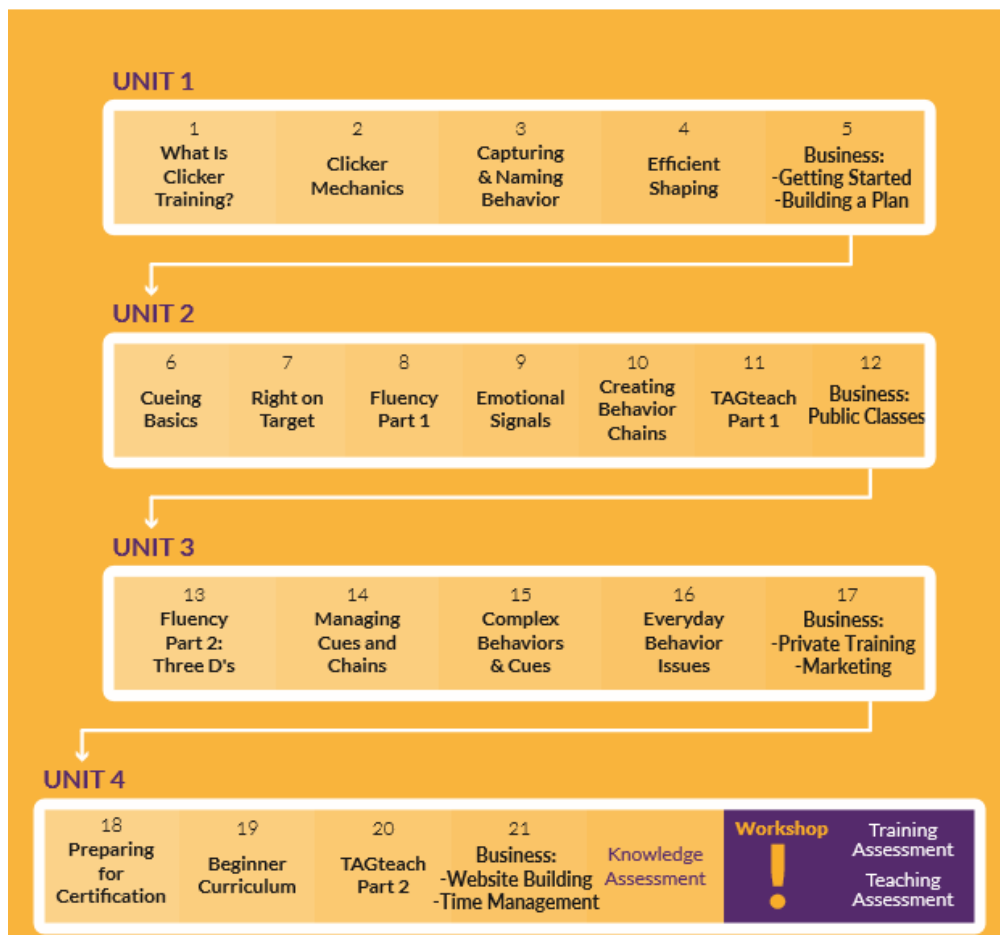 UNIT 1
1
What Is
Clicker
Training?
2
Clicker
Mechanics
3
Capturing
& Naming
Behavior
4
Efficient
Shaping
5
Business:
-Getting Started
-Building a Plan
UNIT 2
6
Cueing
Basics
7
Right on
Target
8
Fluency
Part 1
9
Emotional
Signals
10
Creating
Behavior
Chains
11
TAGteach
Part 1
12
Business:
Public Classes
UNIT 3
13
Fluency
Part 2:
Three D's
14
Managing
Cues and
Chains
15
Complex
Behaviors
& Cues
16
Everyday
Behavior
Issues
17
Business:
-Private Training
-Marketing
UNIT 4
18
Preparing
for
Certification
19
Beginner
Curriculum
20
TAGteach
Part 2
21
Business:
-Website Building
-Time Management
Knowledge
Assessment
Workshop
!
Training
Assessment
Teaching
Assessment